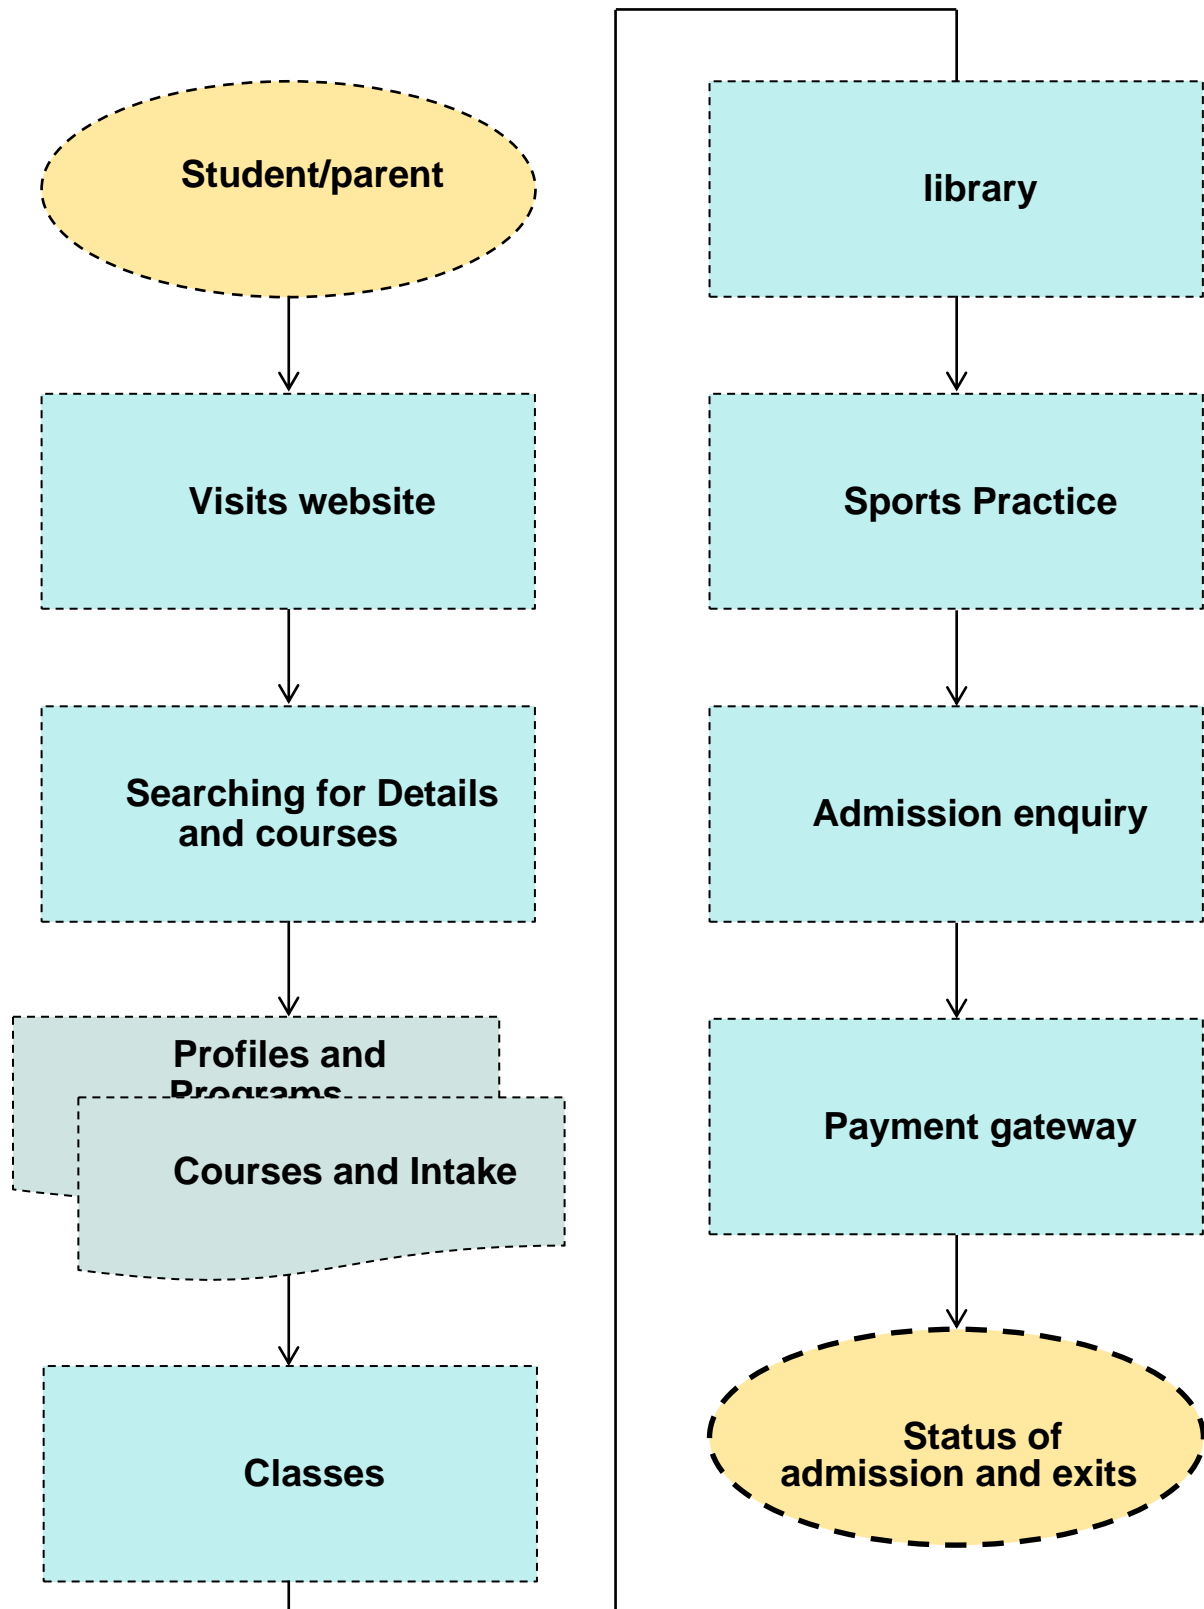 Student/parent
Visits website
Searching for Details
and courses
Profiles and
Programs
Courses and Intake
Classes
library
Sports Practice
Admission enquiry
Payment gateway
Status of
admission and exits